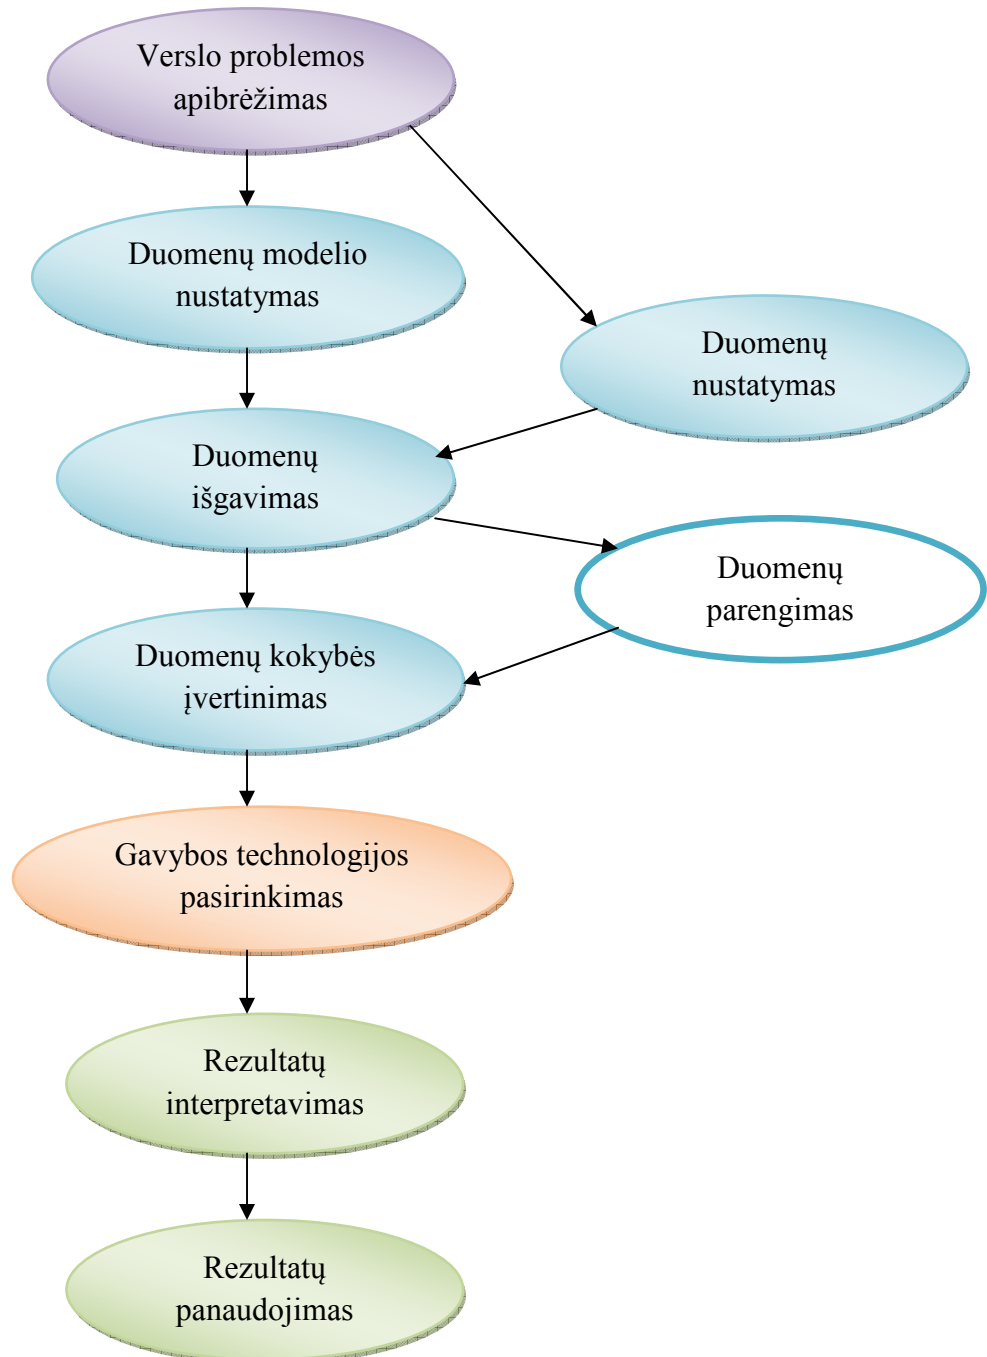 Verslo problemos
apibrėžimas
Duomenų modelio
nustatymas
Duomenų
nustatymas
Duomenų
išgavimas
Duomenų
parengimas
Duomenų kokybės
įvertinimas
Gavybos technologijos
pasirinkimas
Rezultatų
interpretavimas
Rezultatų
panaudojimas